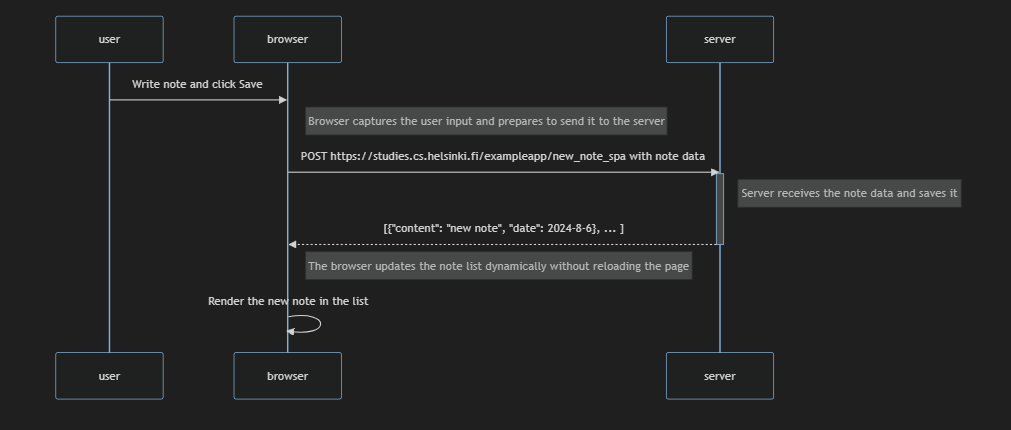 user
browser
server
Write note and click Save
Browser captures the user input and prepares to send it to the server
POST https://studies.cs.helsinki.fi/exampleapp/new_note_spa with note data
Server receives the note data and saves it
[{"content": "new note", "date": 2024-8-6}, ... ]
The browser updates the note list dynamically without reloading the page
Render the new note in the list
user
browser
server